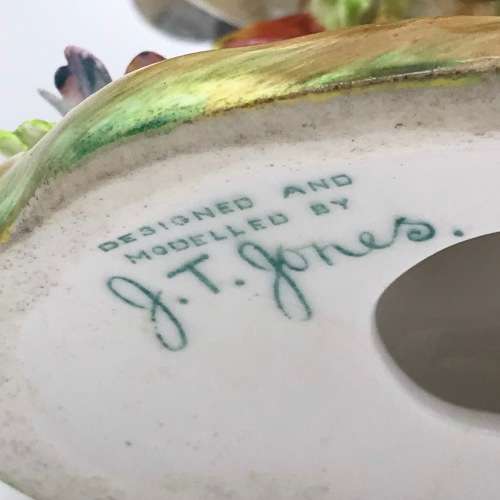 DESIGNED AND
MODELLED BY
J.T. Jones.